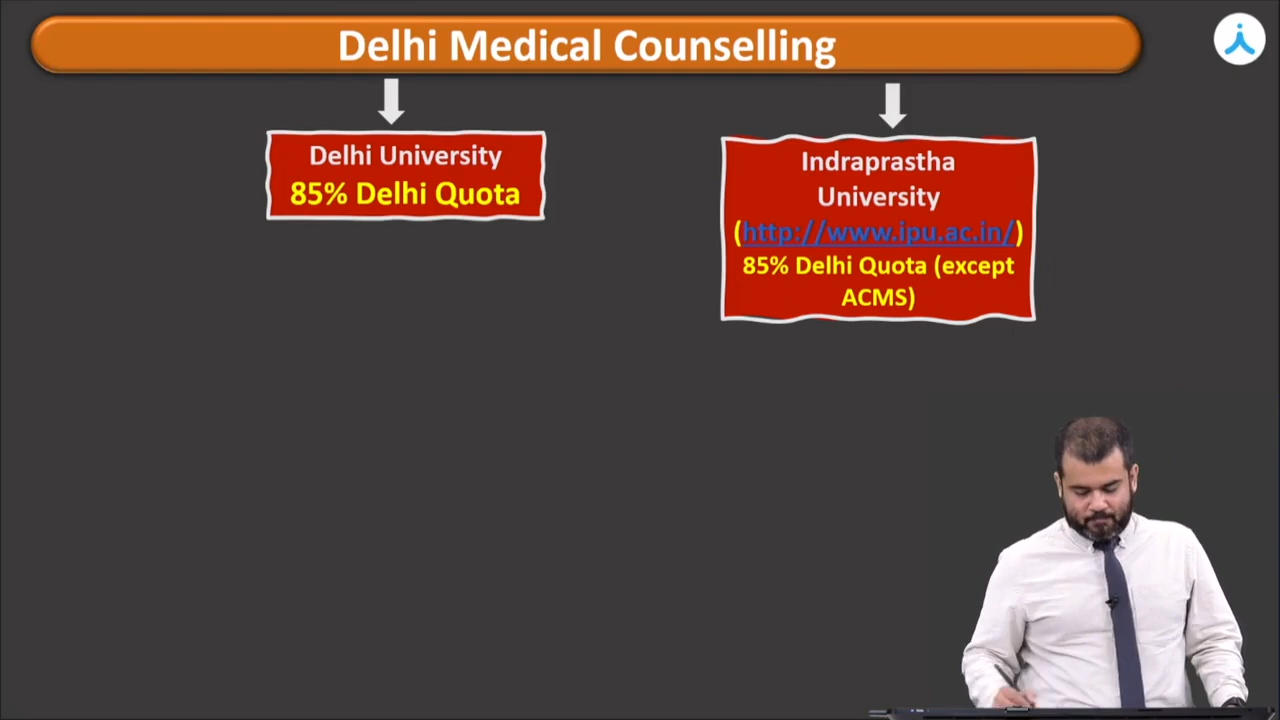 Delhi Medical Counselling
Delhi University
85% Delhi Quota
Indraprastha
University
(http://www.ipu.ac.in/)
85% Delhi Quota (except
ACMS)